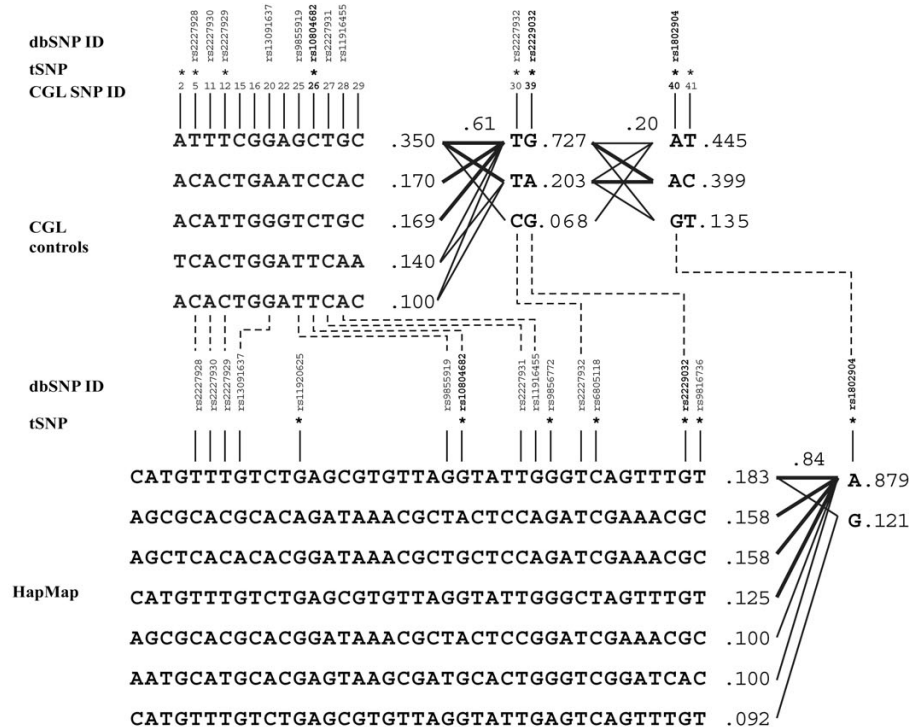 dbSNP ID rs2227928 rs2227930 rs2227929 rs13091637 rs9855919 rs10804682 rs2227931 rs11916455 rs2227932 rs2229032 rs1802904
tSNP * * * * * * * *
CGL SNP ID 2 5 11 12 15 16 20 22 25 26 27 28 29 30 39 40 41
.61 .20
ATTTCGGAGCTGC .350 TG.727 AT .445
ACACTGAATCCAC .170 TA.203 AC .399
ACATTGGGTCTGC .169 CG.068 GT.135
CGL
controls
TCACTGGATTCAA .140
ACACTGGATTCAC .100
dbSNP ID rs2227928 rs2227930 rs2227929 rs13091637 rs11920625 rs9855919 rs10804682 rs2227931 rs11916455 rs9856772 rs2227932 rs6805118 rs2229032 rs9816736 rs1802904
tSNP * * * * * * *
.84
CATGTTTGTCTGAGCGTGTTAGGTATTGGGTCAGTTTGT .183 A.879
AGCGCACGCACAGATAAACGCTACTCCAGATCGAAACGC .158 G.121
AGCTCACACACGGATAAACGCTGCTCCAGATCGAAACGC .158
HapMap
CATGTTTGTCTGAGCGTGTTAGGTATTGGGCTAGTTTGT .125
AGCGCACGCACGGATAAACGCTACTCCGGATCGAAACGC .100
AATGCATGCACGAGTAAGCGATGCACTGGGTCGGATCAC .100
CATGTTTGTCTGAGCGTGTTAGGTATTGAGTCAGTTTGT .092